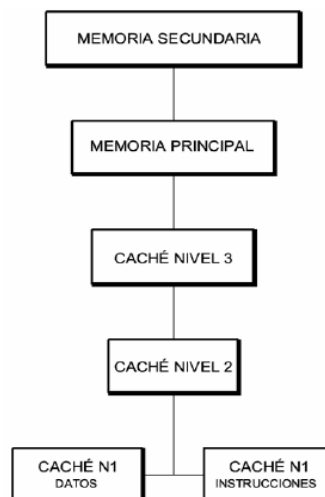 MEMORIA SECUNDARIA
MEMORIA PRINCIPAL
CACHÉ NIVEL 3
CACHÉ NIVEL 2
CACHÉ N1
DATOS
CACHÉ N1
INSTRUCCIONES